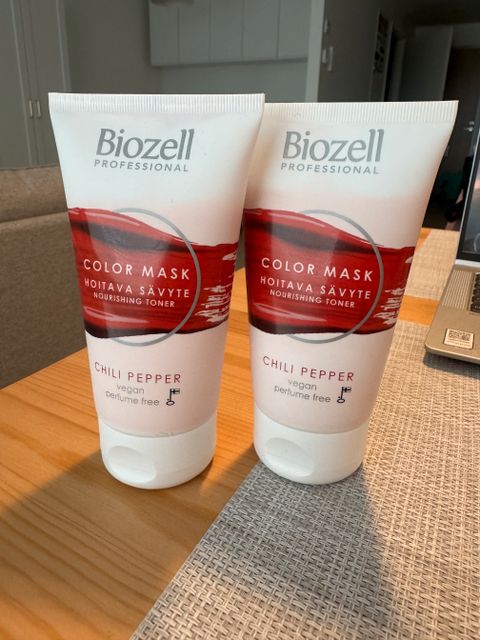 Biozell
PROFESSIONAL
COLOR MASK
HOITAVA SÄVYTE
NOURISHING TONER
CHILI PEPPER
vegan
perfume free
Biozell
PROFESSIONAL
COLOR MASK
HOITAVA SÄVYTE
NOURISHING TONER
CHILI PEPPER
vegan
perfume free